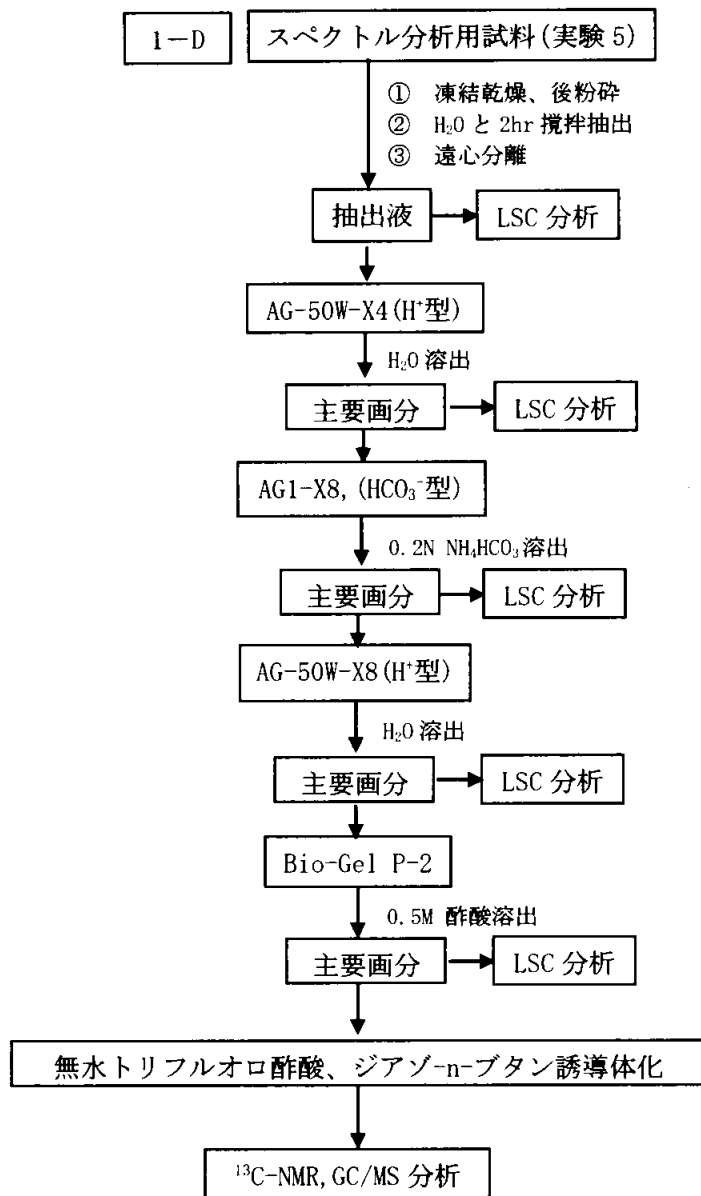 1-D スペクトル分析用試料(実験5)
① 凍結乾燥、後粉砕
② H₂Oと2hr撹拌抽出
③ 遠心分離
抽出液 LSC分析
AG-50W-X4(H⁺型)
H₂O溶出
主要画分 LSC分析
AG1-X8,(HCO₃⁻型)
0.2N NH₄HCO₃溶出
主要画分 LSC分析
AG-50W-X8(H⁺型)
H₂O溶出
主要画分 LSC分析
Bio-Gel P-2
0.5M 酢酸溶出
主要画分 LSC分析
無水トリフルオロ酢酸、ジアゾ-n-ブタン誘導体化
¹³C-NMR,GC/MS分析